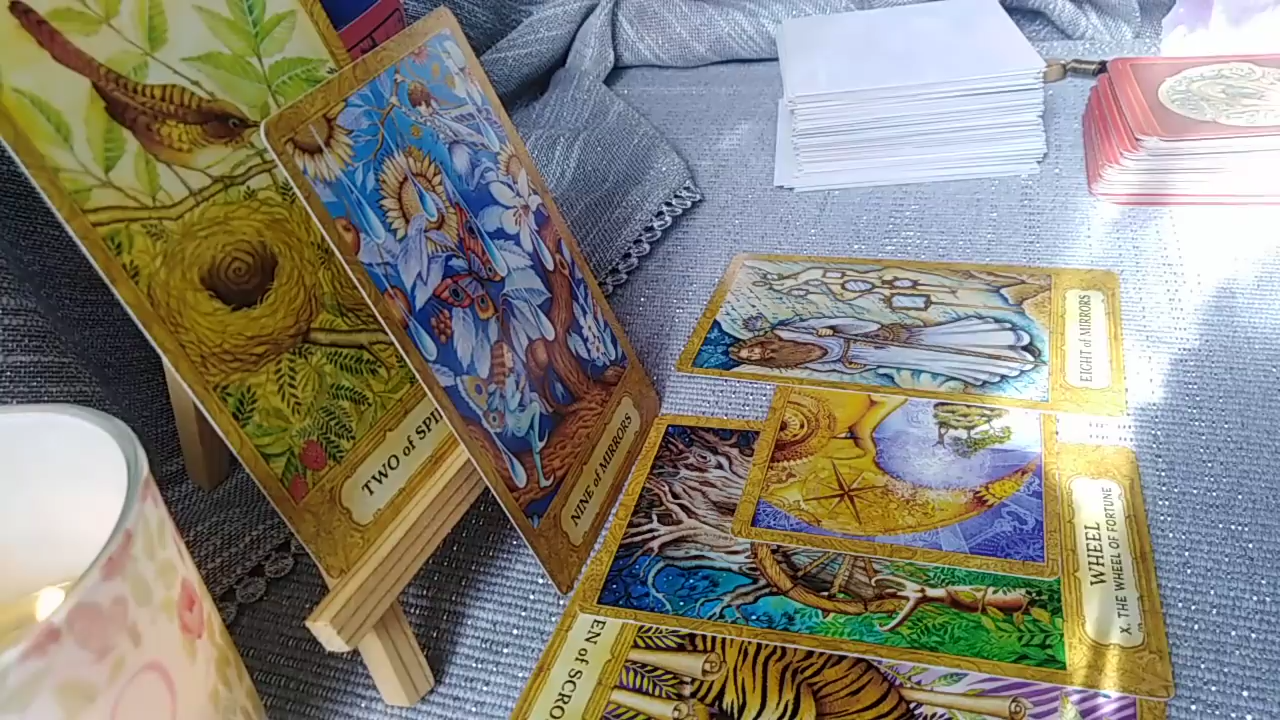 TWO of SPI
NINE of MIRRORS
EIGHT of MIRRORS
WHEEL
X. THE WHEEL OF FORTUNE
EN of SCRO